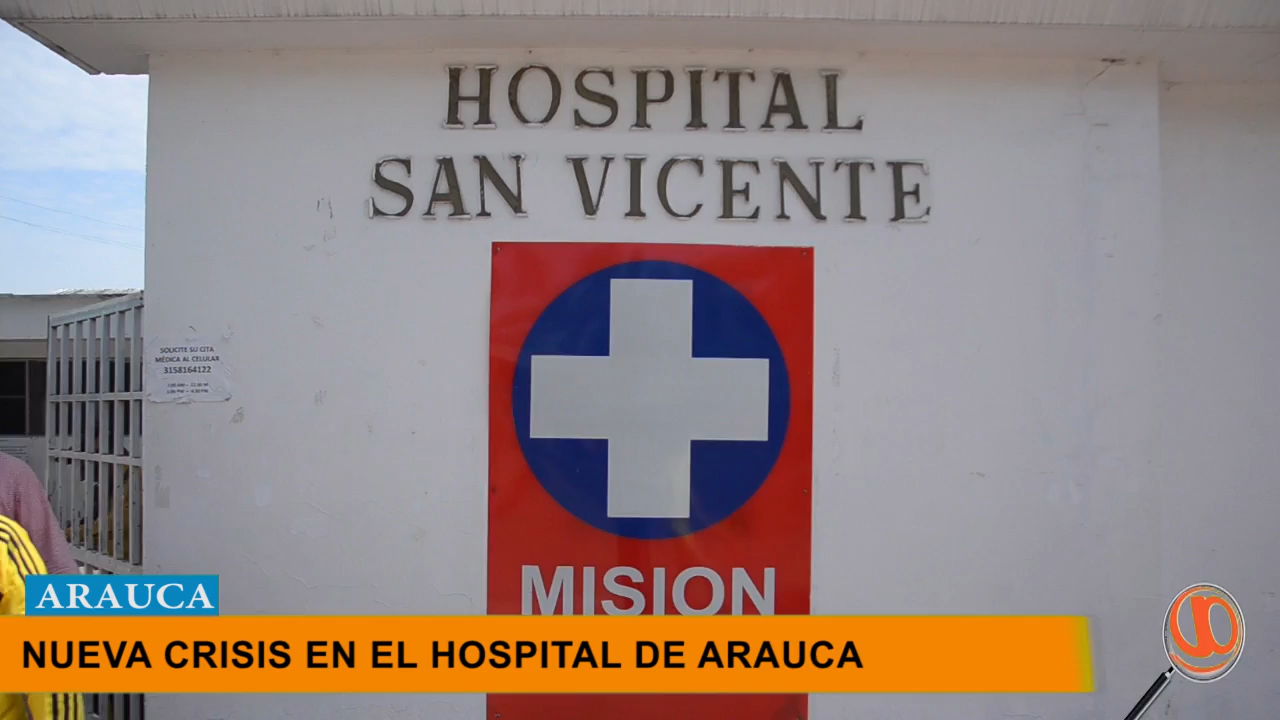 HOSPITAL
SAN VICENTE
SOLICITE SU CITA
MÉDICA AL CELULAR
3158164122
MISION
ARAUCA
NUEVA CRISIS EN EL HOSPITAL DE ARAUCA